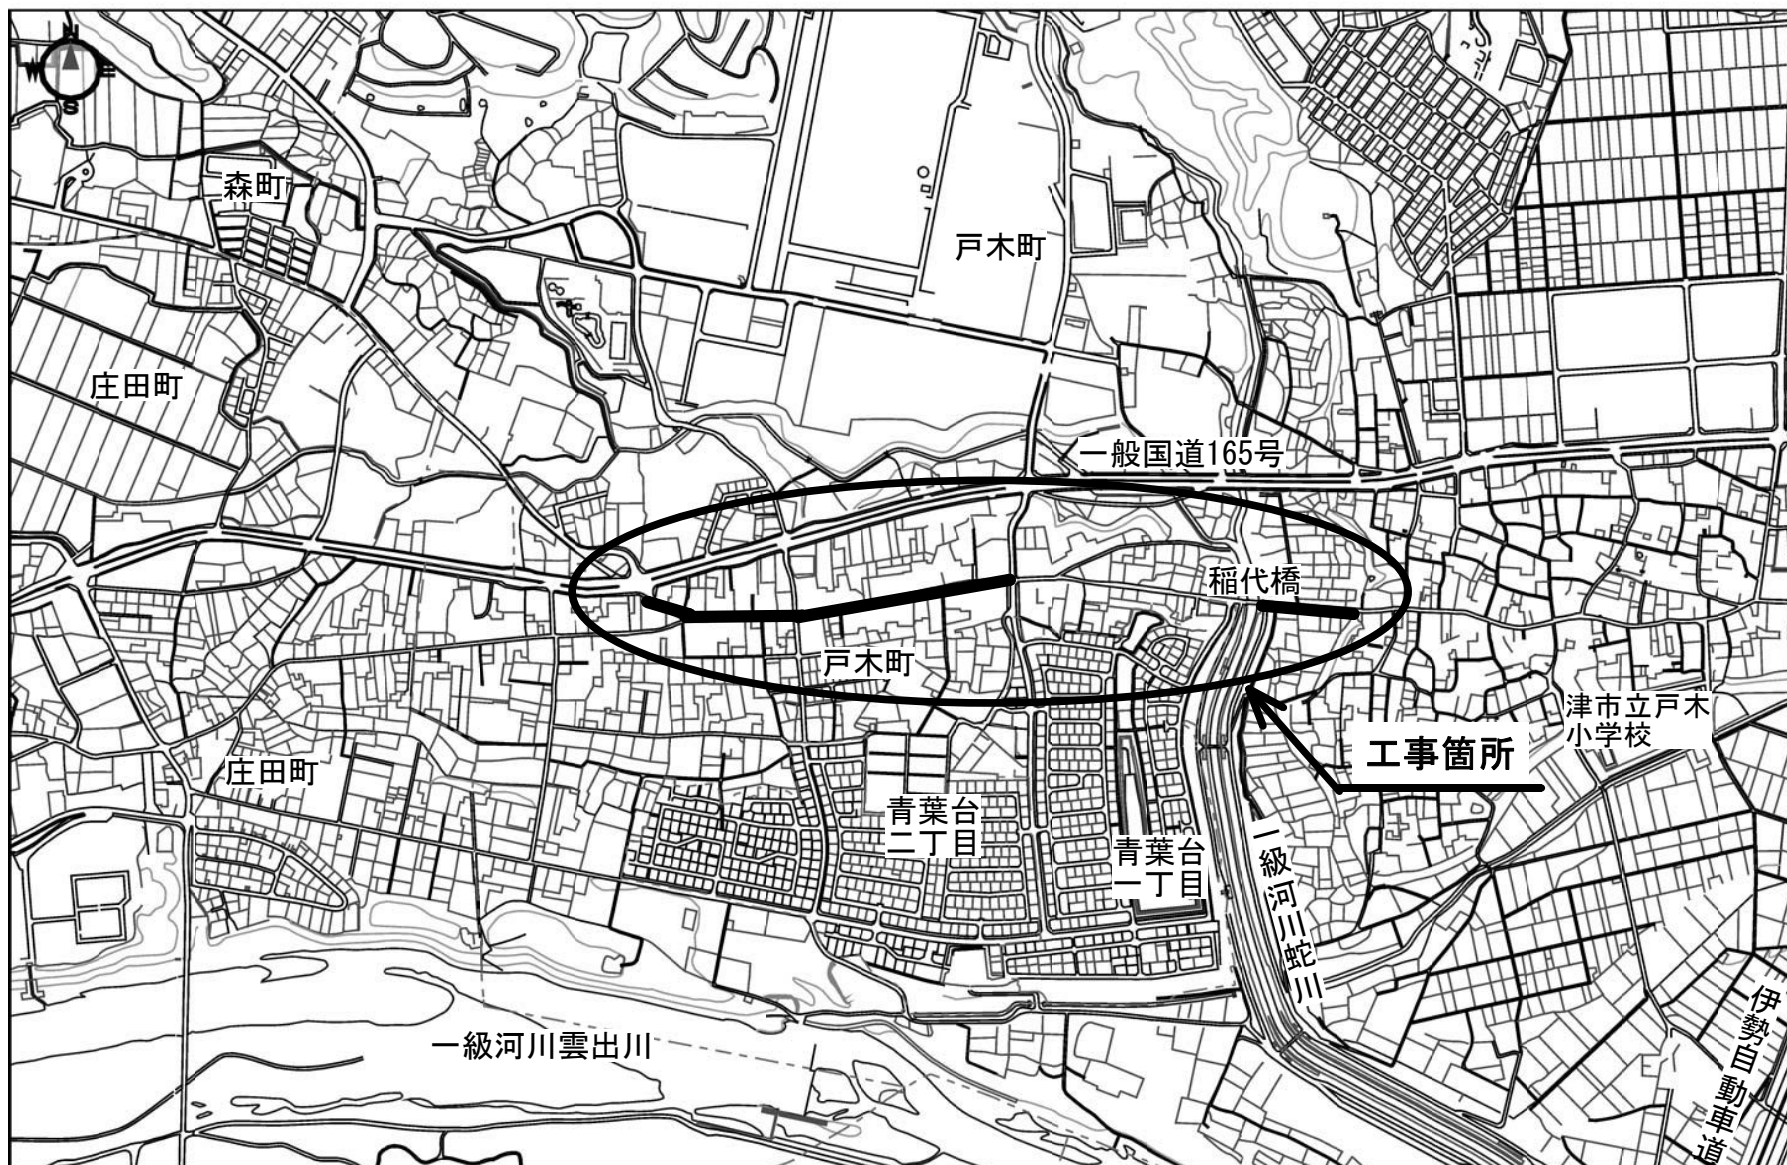 N
W
E
S
森町
戸木町
庄田町
一般国道165号
稲代橋
戸木町
津市立戸木
小学校
工事箇所
庄田町
青葉台
二丁目
青葉台
一丁目
一級河川蛇川
伊勢自動車道
一級河川雲出川